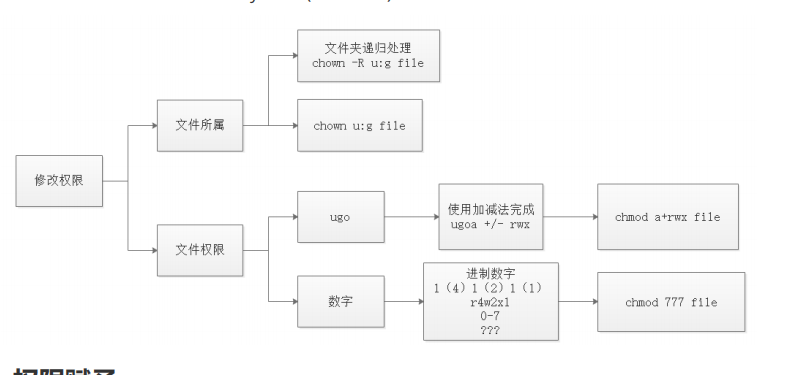 修改权限
文件所属
文件夹递归处理
chown -R u:g file
chown u:g file
文件权限
ugo
使用加减法完成
ugoa +/- rwx
chmod a+rwx file
数字
进制数字
1（4）1（2）1（1）
r4w2x1
0-7
???
chmod 777 file